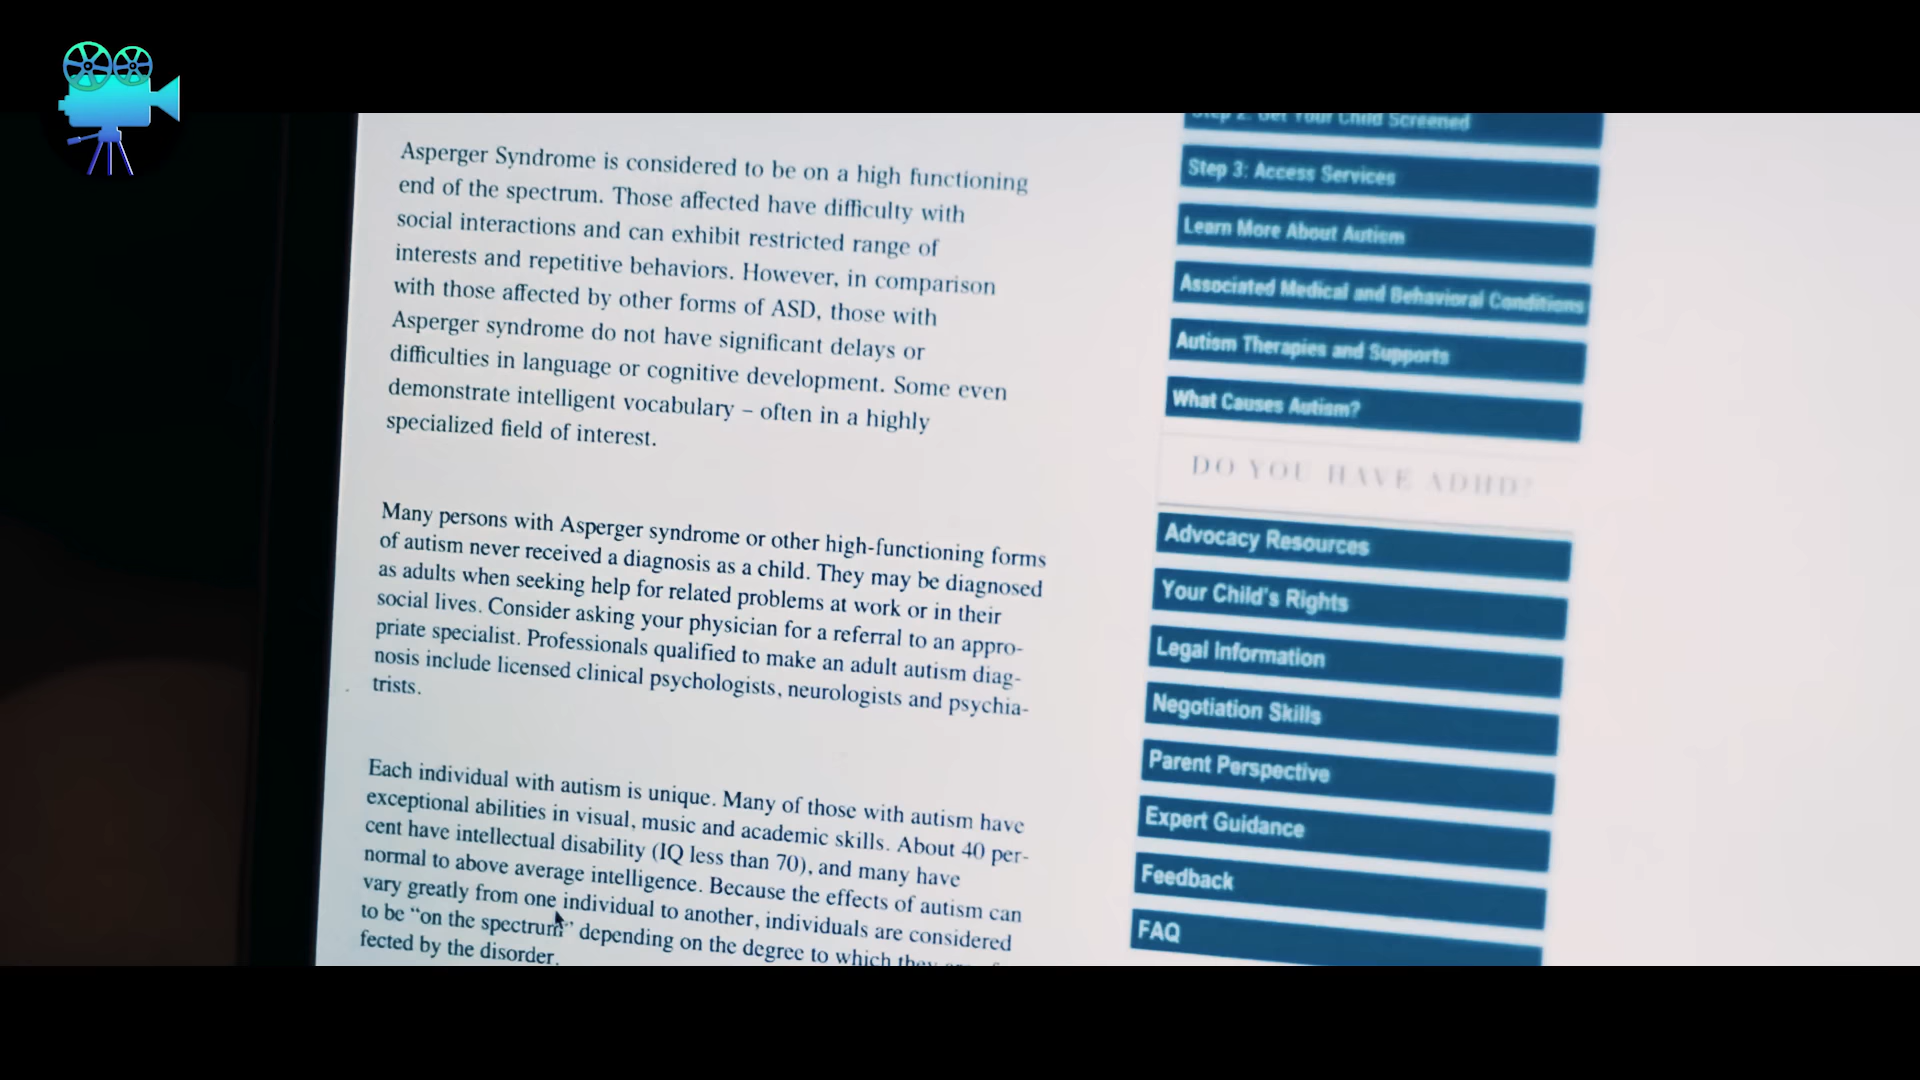 Asperger Syndrome is considered to be on a high functioning
end of the spectrum. Those affected have difficulty with
social interactions and can exhibit restricted range of
interests and repetitive behaviors. However, in comparison
with those affected by other forms of ASD, those with
Asperger syndrome do not have significant delays or
difficulties in language or cognitive development. Some even
demonstrate intelligent vocabulary – often in a highly
specialized field of interest.
Many persons with Asperger syndrome or other high-functioning forms
of autism never received a diagnosis as a child. They may be diagnosed
as adults when seeking help for related problems at work or in their
social lives. Consider asking your physician for a referral to an appro-
priate specialist. Professionals qualified to make an adult autism diag-
nosis include licensed clinical psychologists, neurologists and psychia-
trists.
Each individual with autism is unique. Many of those with autism have
exceptional abilities in visual, music and academic skills. About 40 per-
cent have intellectual disability (IQ less than 70), and many have
normal to above average intelligence. Because the effects of autism can
vary greatly from one individual to another, individuals are considered
to be “on the spectrum” depending on the degree to which they
fected by the disorder.
Step 2: Get Your Child Screened
Step 3: Access Services
Learn More About Autism
Associated Medical and Behavioral Conditions
Autism Therapies and Supports
What Causes Autism?
DO YOU HAVE ADHD?
Advocacy Resources
Your Child's Rights
Legal Information
Negotiation Skills
Parent Perspective
Expert Guidance
Feedback
FAQ